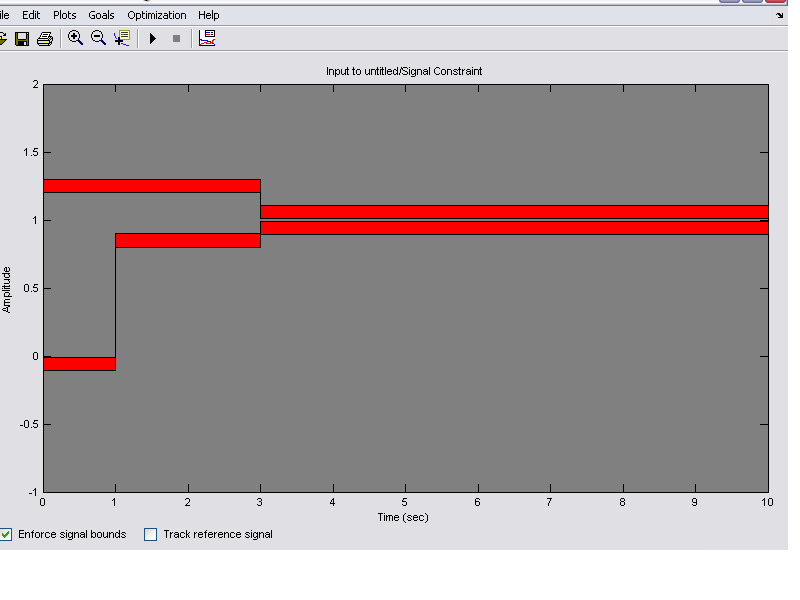 ile Edit Plots Goals Optimization Help
Input to untitled/Signal Constraint
2
1.5
1
0.5
0
-0.5
-1
Amplitude
0 1 2 3 4 5 6 7 8 9 10
Time (sec)
Enforce signal bounds Track reference signal